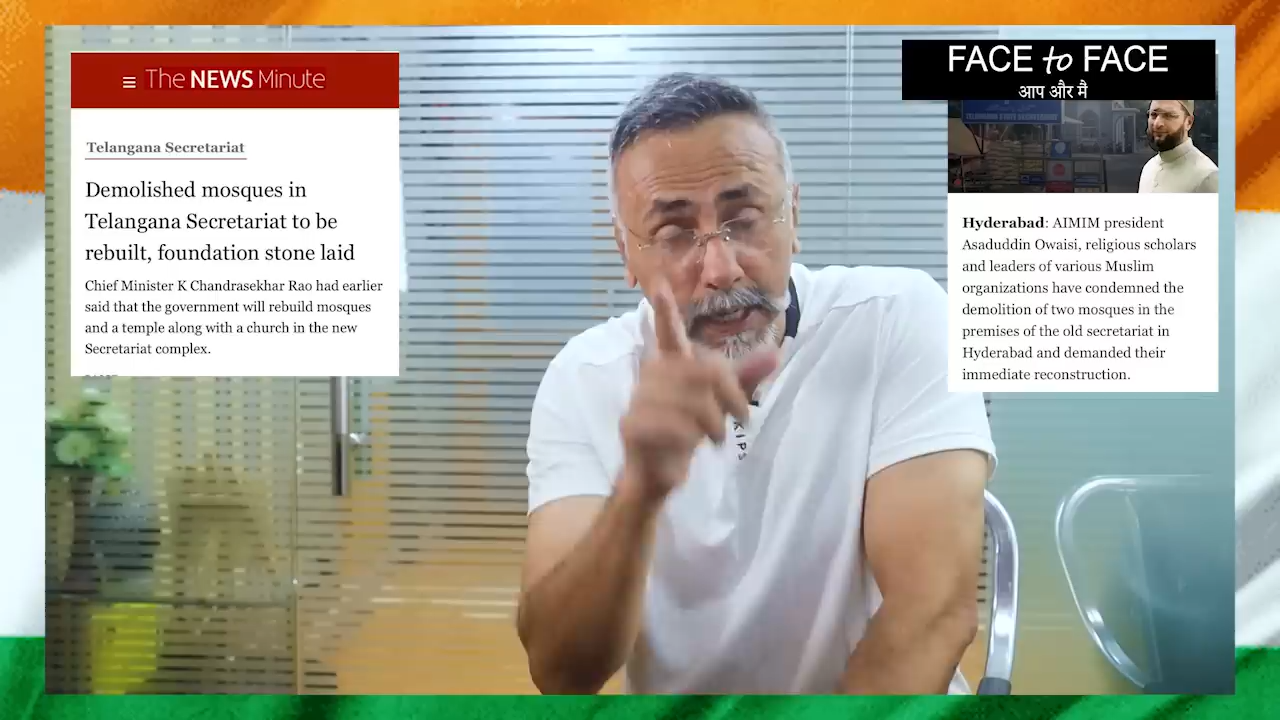 The NEWS Minute
Telangana Secretariat
Demolished mosques in
Telangana Secretariat to be
rebuilt, foundation stone laid
Chief Minister K Chandrasekhar Rao had earlier
said that the government will rebuild mosques
and a temple along with a church in the new
Secretariat complex.
FACE to FACE
आप और मैं
Hyderabad: AIMIM president
Asaduddin Owaisi, religious scholars
and leaders of various Muslim
organizations have condemned the
demolition of two mosques in the
premises of the old secretariat in
Hyderabad and demanded their
immediate reconstruction.
KIPS